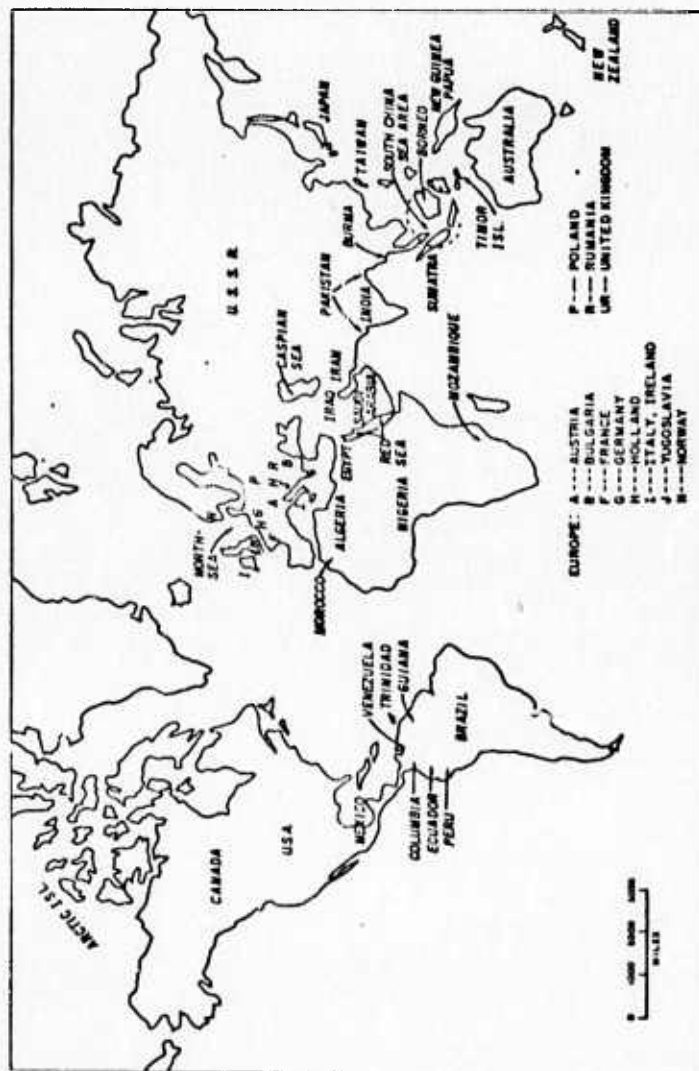 ARCTIC ISL
CANADA
USA
MEXICO
COLUMBIA
ECUADOR
PERU
VENEZUELA
TRINIDAD
GUIANA
BRAZIL
NORTH-
SEA
MOROCCO
ALGERIA
NIGERIA
EGYPT
RED
SEA
SAUDI
ARABIA
IRAQ
IRAN
CASPIAN
SEA
MOZAMBIQUE
U.S.S.R.
PAKISTAN
INDIA
BURMA
JAPAN
TAIWAN
SOUTH CHINA
SEA AREA
BORNEO
SUMATRA
NEW GUINEA
PAPUA
TIMOR
ISL.
AUSTRALIA
NEW
ZEALAND
I
H
G
P
F
A
H
R
J
B
EUROPE: A---AUSTRIA
B---BULGARIA
F---FRANCE
G---GERMANY
H---HOLLAND
I---ITALY, IRELAND
J---YUGOSLAVIA
N---NORWAY
P---POLAND
R---RUMANIA
UK---UNITED KINGDOM
0
MILES